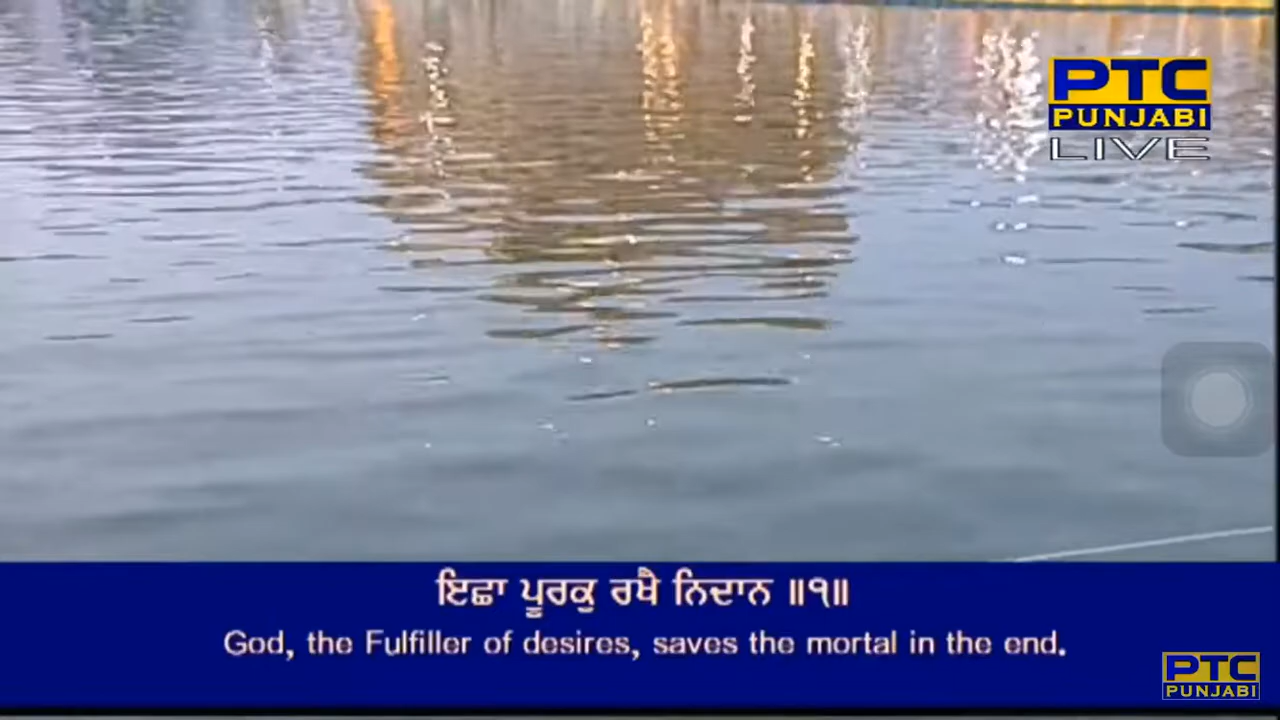 PTC
PUNJABI
LIVE
ਇਛਾ ਪੂਰਕੁ ਰਖੈ ਨਿਦਾਨ ॥੧॥
God, the Fulfiller of desires, saves the mortal in the end.
PTC
PUNJABI